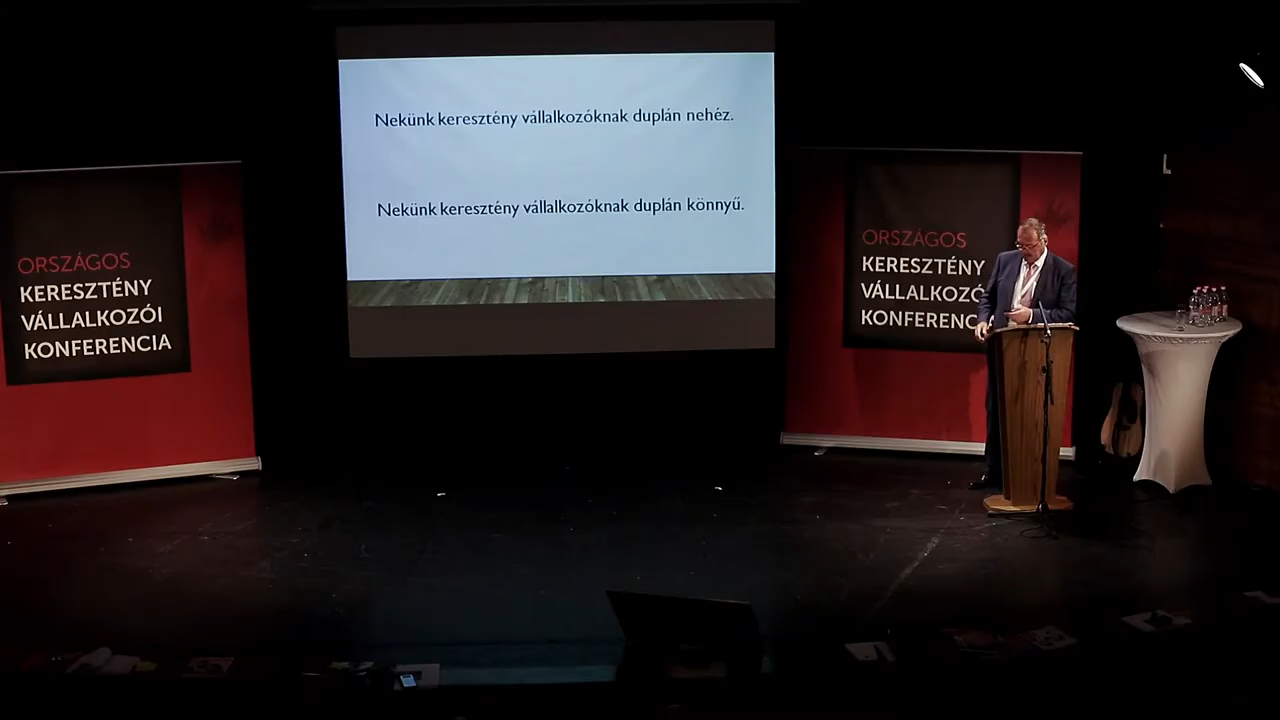 Nekünk keresztény vállalkozóknak duplán nehéz.
Nekünk keresztény vállalkozóknak duplán könnyű.
ORSZÁGOS
KERESZTÉNY
VÁLLALKOZÓI
KONFERENCIA
ORSZÁGOS
KERESZTÉNY
VÁLLALKOZÓ
KONFERENC